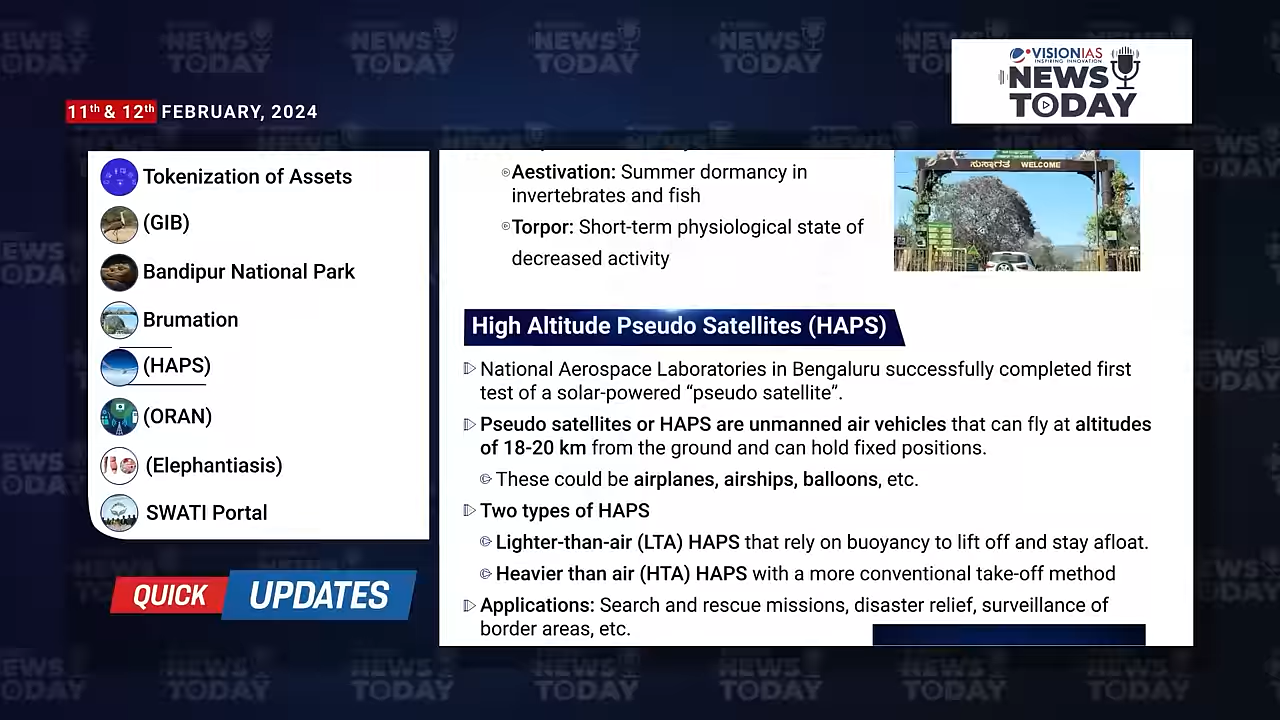 VISIONIAS
INSPIRING INNOVATION
NEWS
TODAY
11th & 12th FEBRUARY, 2024
Tokenization of Assets
(GIB)
Bandipur National Park
Brumation
(HAPS)
(ORAN)
(Elephantiasis)
SWATI Portal
QUICK UPDATES
Aestivation: Summer dormancy in
invertebrates and fish
Torpor: Short-term physiological state of
decreased activity
ಸುಸ್ವಾಗತ WELCOME
High Altitude Pseudo Satellites (HAPS)
National Aerospace Laboratories in Bengaluru successfully completed first
test of a solar-powered “pseudo satellite”.
Pseudo satellites or HAPS are unmanned air vehicles that can fly at altitudes
of 18-20 km from the ground and can hold fixed positions.
These could be airplanes, airships, balloons, etc.
Two types of HAPS
Lighter-than-air (LTA) HAPS that rely on buoyancy to lift off and stay afloat.
Heavier than air (HTA) HAPS with a more conventional take-off method
Applications: Search and rescue missions, disaster relief, surveillance of
border areas, etc.